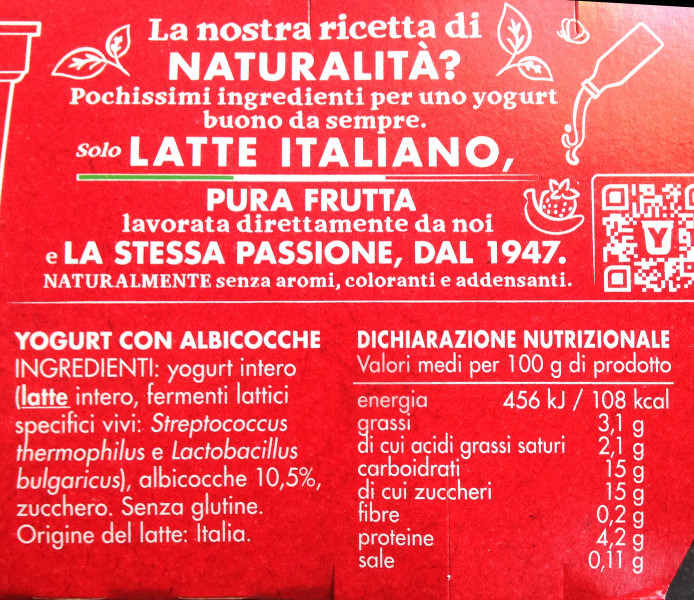 La nostra ricetta di
NATURALITÀ?
Pochissimi ingredienti per uno yogurt
buono da sempre.
Solo LATTE ITALIANO,
PURA FRUTTA
lavorata direttamente da noi
e LA STESSA PASSIONE, DAL 1947.
NATURALMENTE senza aromi, coloranti e addensanti.
YOGURT CON ALBICOCCHE
INGREDIENTI: yogurt intero
(latte intero, fermenti lattici
specifici vivi: Streptococcus
thermophilus e Lactobacillus
bulgaricus), albicocche 10,5%,
zucchero. Senza glutine.
Origine del latte: Italia.
DICHIARAZIONE NUTRIZIONALE
Valori medi per 100 g di prodotto
energia 456 kJ / 108 kcal
grassi 3,1 g
di cui acidi grassi saturi 2,1 g
carboidrati 15 g
di cui zuccheri 15 g
fibre 0,2 g
proteine 4,2 g
sale 0,11 g